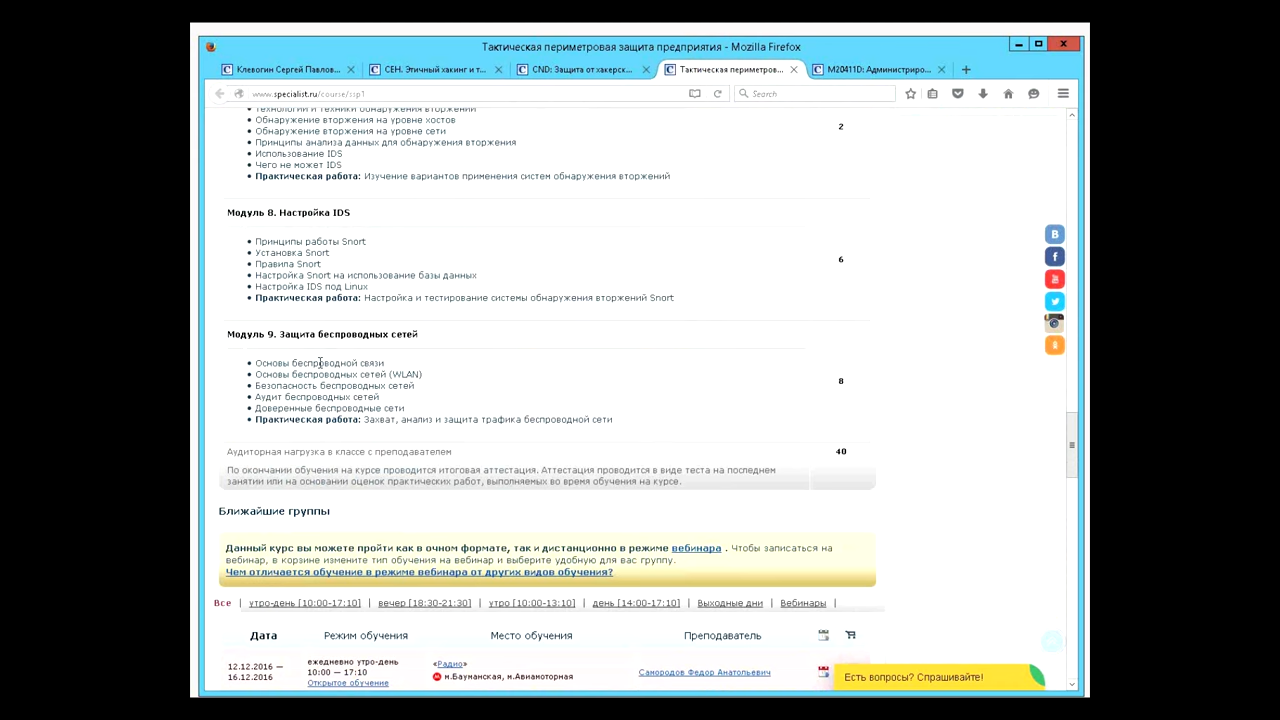 Тактическая периметровая защита предприятия - Mozilla Firefox
Клевогин Сергей Павлов...
CEH. Этичный хакинг и т...
CND: Защита от хакерск...
Тактическая периметров...
M20411D: Администриро...
www.specialist.ru/course/ssp1
Search
Технологии и техники обнаружения вторжений
Обнаружение вторжения на уровне хостов
Обнаружение вторжения на уровне сети
2
Принципы анализа данных для обнаружения вторжения
Использование IDS
Чего не может IDS
Практическая работа: Изучение вариантов применения систем обнаружения вторжений
Модуль 8. Настройка IDS
Принципы работы Snort
Установка Snort
Правила Snort
6
Настройка Snort на использование базы данных
Настройка IDS под Linux
Практическая работа: Настройка и тестирование системы обнаружения вторжений Snort
Модуль 9. Защита беспроводных сетей
Основы беспроводной связи
Основы беспроводных сетей (WLAN)
8
Безопасность беспроводных сетей
Аудит беспроводных сетей
Доверенные беспроводные сети
Практическая работа: Захват, анализ и защита трафика беспроводной сети
Аудиторная нагрузка в классе с преподавателем 40
По окончании обучения на курсе проводится итоговая аттестация. Аттестация проводится в виде теста на последнем
занятии или на основании оценок практических работ, выполняемых во время обучения на курсе.
Ближайшие группы
Данный курс вы можете пройти как в очном формате, так и дистанционно в режиме вебинара . Чтобы записаться на
вебинар, в корзине измените тип обучения на вебинар и выберите удобную для вас группу.
Чем отличается обучение в режиме вебинара от других видов обучения?
Все | утро-день [10:00-17:10] | вечер [18:30-21:30] | утро [10:00-13:10] | день [14:00-17:10] | Выходные дни | Вебинары |
Дата Режим обучения Место обучения Преподаватель
12.12.2016 —
16.12.2016
ежедневно утро-день
10:00 — 17:10
Открытое обучение
«Радио»
м.Бауманская, м.Авиамоторная
Самородов Федор Анатольевич
Есть вопросы? Спрашивайте!